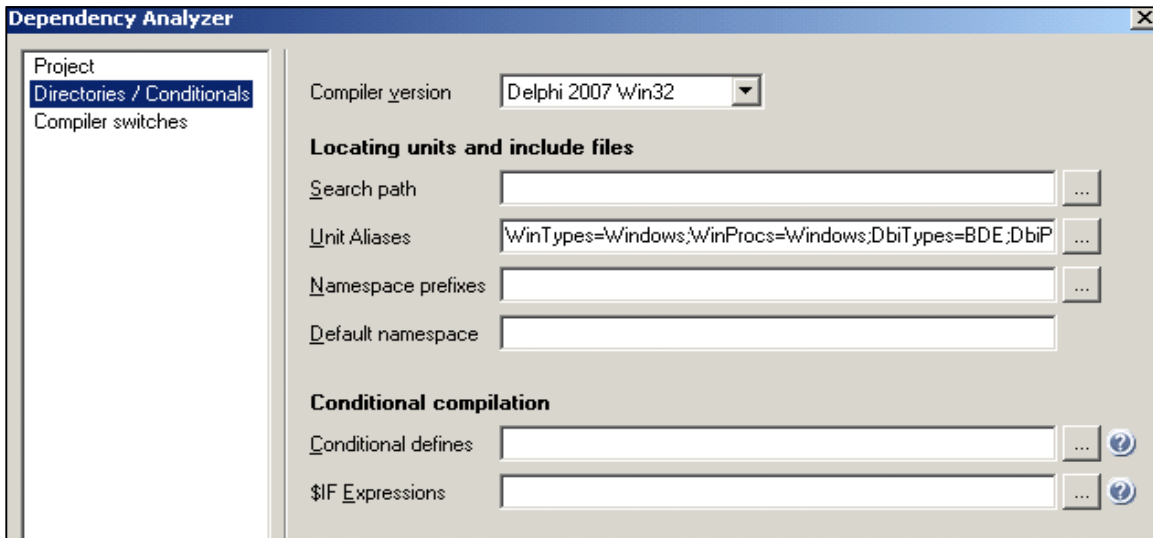 Dependency Analyzer
Project
Directories / Conditionals
Compiler switches
Compiler version Delphi 2007 Win32
Locating units and include files
Search path ...
Unit Aliases WinTypes=Windows;WinProcs=Windows;DbiTypes=BDE;DbiP ...
Namespace prefixes ...
Default namespace
Conditional compilation
Conditional defines ... ?
$IF Expressions ... ?